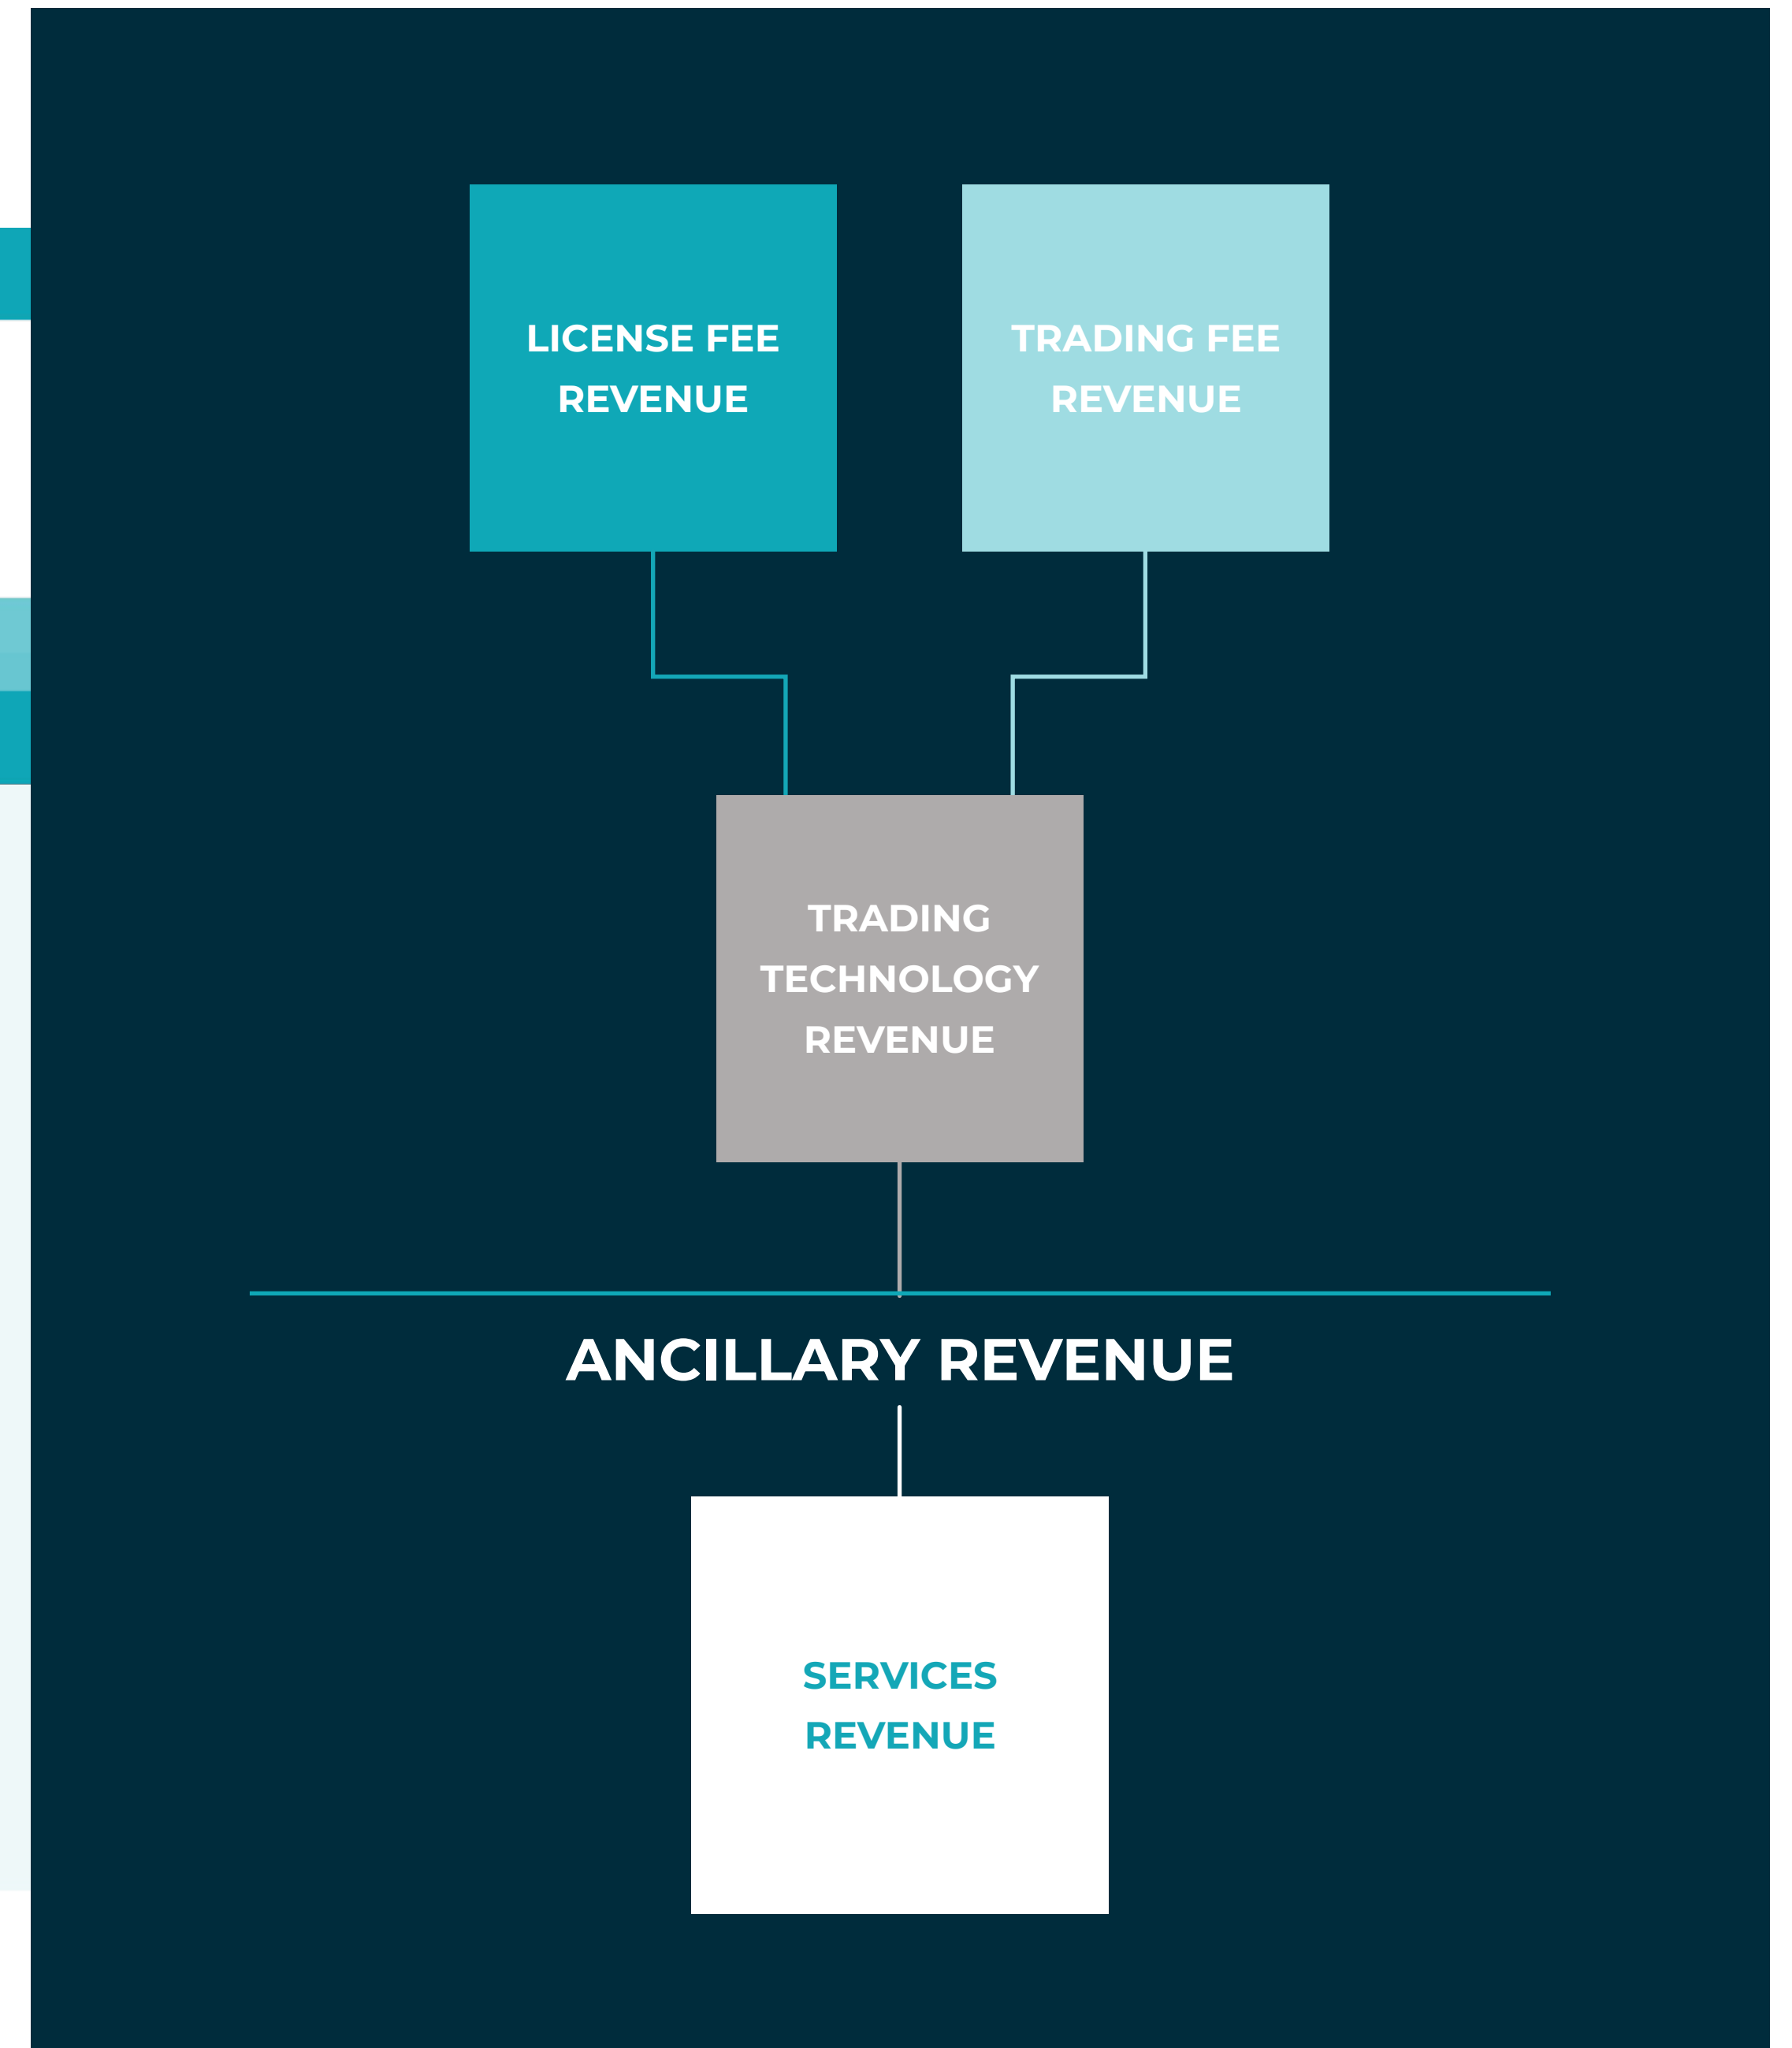 LICENSE FEE
REVENUE
TRADING FEE
REVENUE
TRADING
TECHNOLOGY
REVENUE
ANCILLARY REVENUE
SERVICES
REVENUE